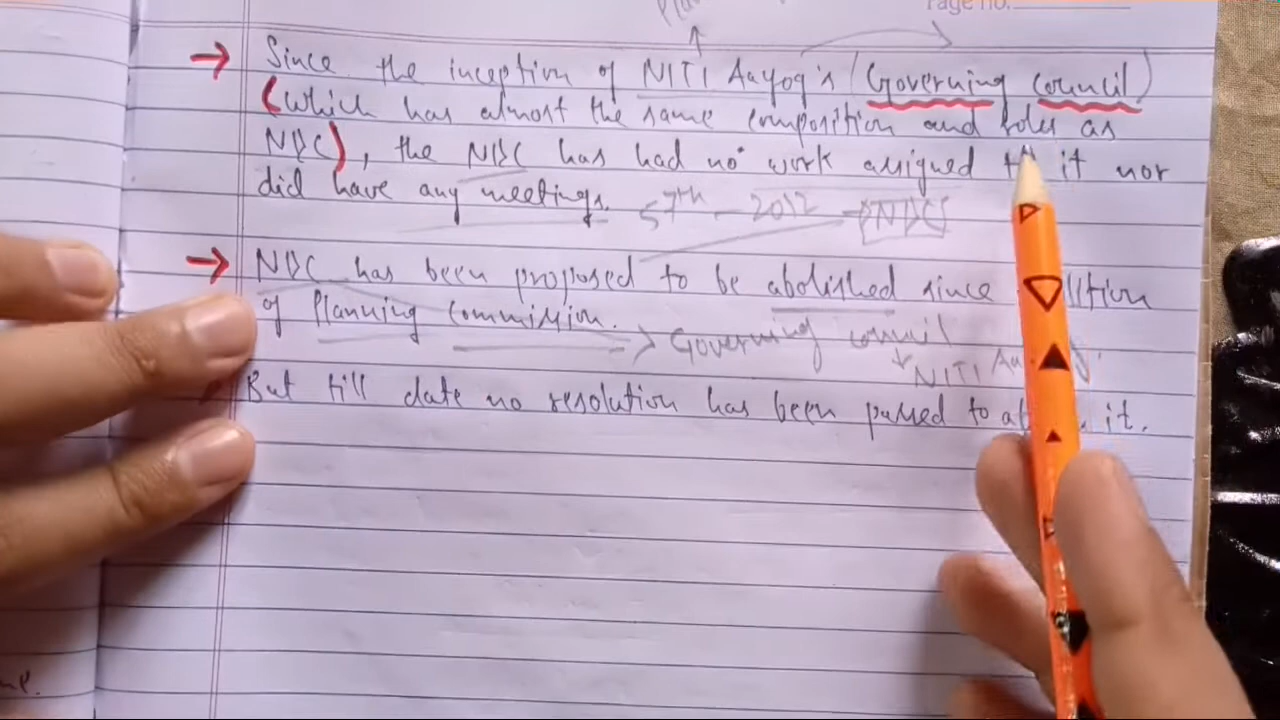 Page no.
→ Since the inception of NITI Aayog's (Governing Council)
(which has almost the same composition and roles as
NDC), the NDC has had no work assigned to it nor
did have any meetings. 57th - 2012 → NDC
→ NDC has been proposed to be abolished since
of Planning Commission. → Governing council
↓ NITI
But till date no resolution has been passed to it.
me.